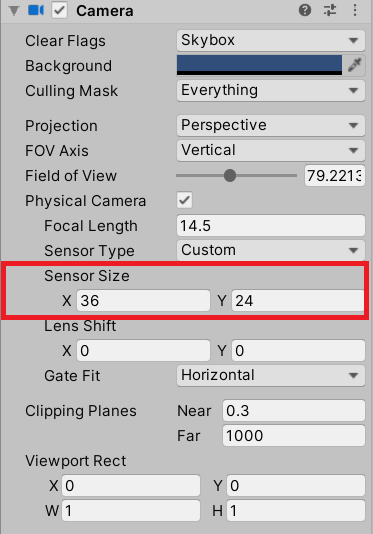 Camera
Clear Flags Skybox
Background
Culling Mask Everything
Projection Perspective
FOV Axis Vertical
Field of View 79.2213
Physical Camera
Focal Length 14.5
Sensor Type Custom
Sensor Size
X 36 Y 24
Lens Shift
X 0 Y 0
Gate Fit Horizontal
Clipping Planes Near 0.3
Far 1000
Viewport Rect
X 0 Y 0
W 1 H 1